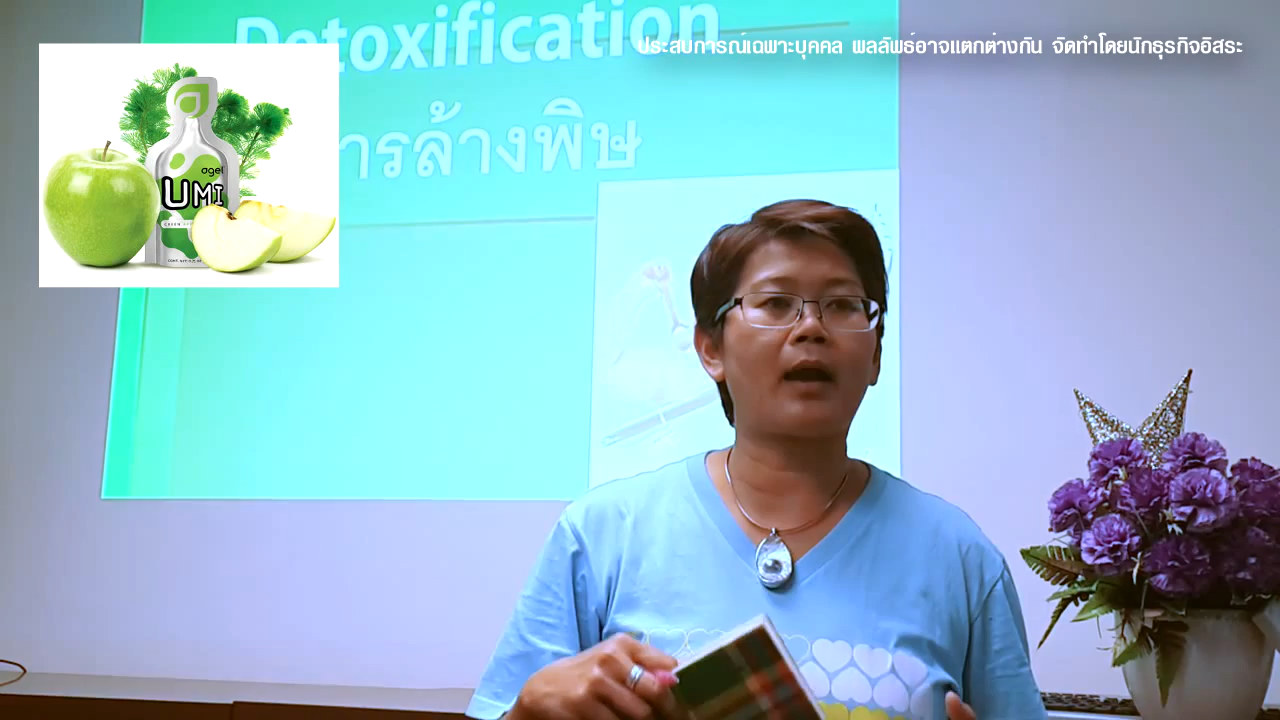 Detoxification
ประสบการณ์เฉพาะบุคคล ผลลัพธ์อาจแตกต่างกัน จัดทำโดยนักธุรกิจอิสระ
ารล้างพิษ
agel
UMI